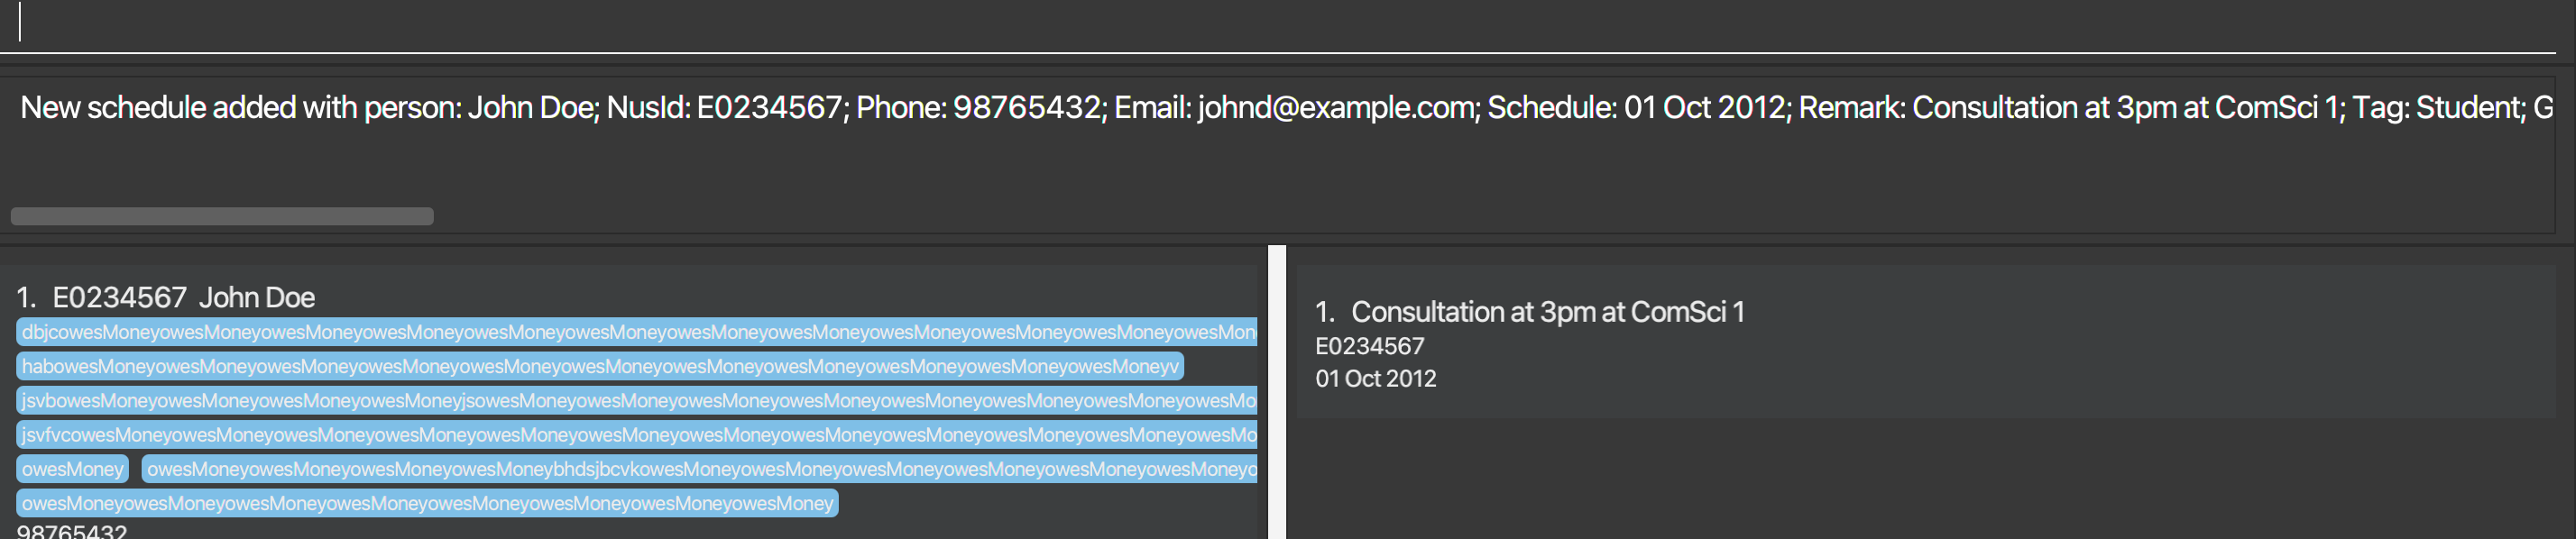 New schedule added with person: John Doe; NusId: E0234567; Phone: 98765432; Email: johnd@example.com; Schedule: 01 Oct 2012; Remark: Consultation at 3pm at ComSci 1; Tag: Student; G
1. E0234567 John Doe
dbjcowesMoneyowesMoneyowesMoneyowesMoneyowesMoneyowesMoneyowesMoneyowesMoneyowesMoneyowesMoneyowesMoneyowesMon
habowesMoneyowesMoneyowesMoneyowesMoneyowesMoneyowesMoneyowesMoneyowesMoneyowesMoneyowesMoneyowesMoneyv
jsvbowesMoneyowesMoneyowesMoneyowesMoneyjsowesMoneyowesMoneyowesMoneyowesMoneyowesMoneyowesMoneyowesMoneyowesMo
jsvfvcowesMoneyowesMoneyowesMoneyowesMoneyowesMoneyowesMoneyowesMoneyowesMoneyowesMoneyowesMoneyowesMoneyowesMo
owesMoney owesMoneyowesMoneyowesMoneyowesMoneybhdsjbcvkowesMoneyowesMoneyowesMoneyowesMoneyowesMoneyowesMoneyo
owesMoneyowesMoneyowesMoneyowesMoneyowesMoneyowesMoneyowesMoneyowesMoney
98765432
1. Consultation at 3pm at ComSci 1
E0234567
01 Oct 2012